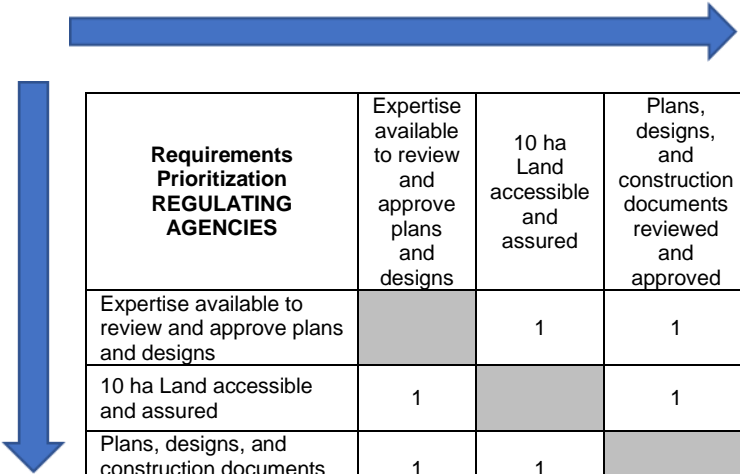 Requirements
Prioritization
REGULATING
AGENCIES
Expertise
available
to review
and
approve
plans
and
designs
10 ha
Land
accessible
and
assured
Plans,
designs,
and
construction
documents
reviewed
and
approved
Expertise available to
review and approve plans
and designs
1
1
10 ha Land accessible
and assured
1
1
Plans, designs, and
construction documents
1
1